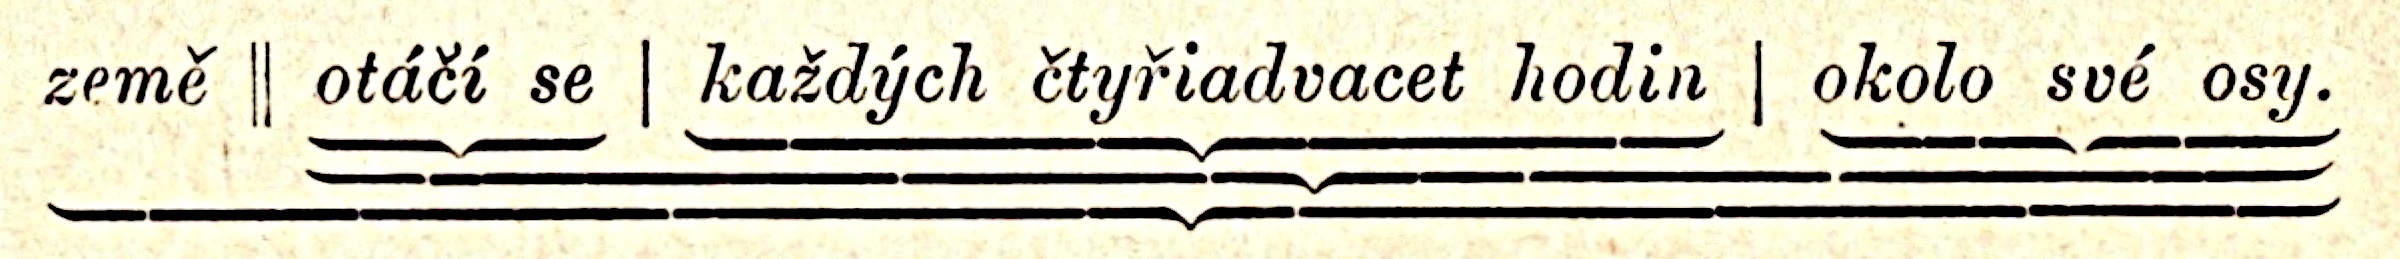 země ‖ otáčí se | každých čtyřiadvacet hodin | okolo své osy.